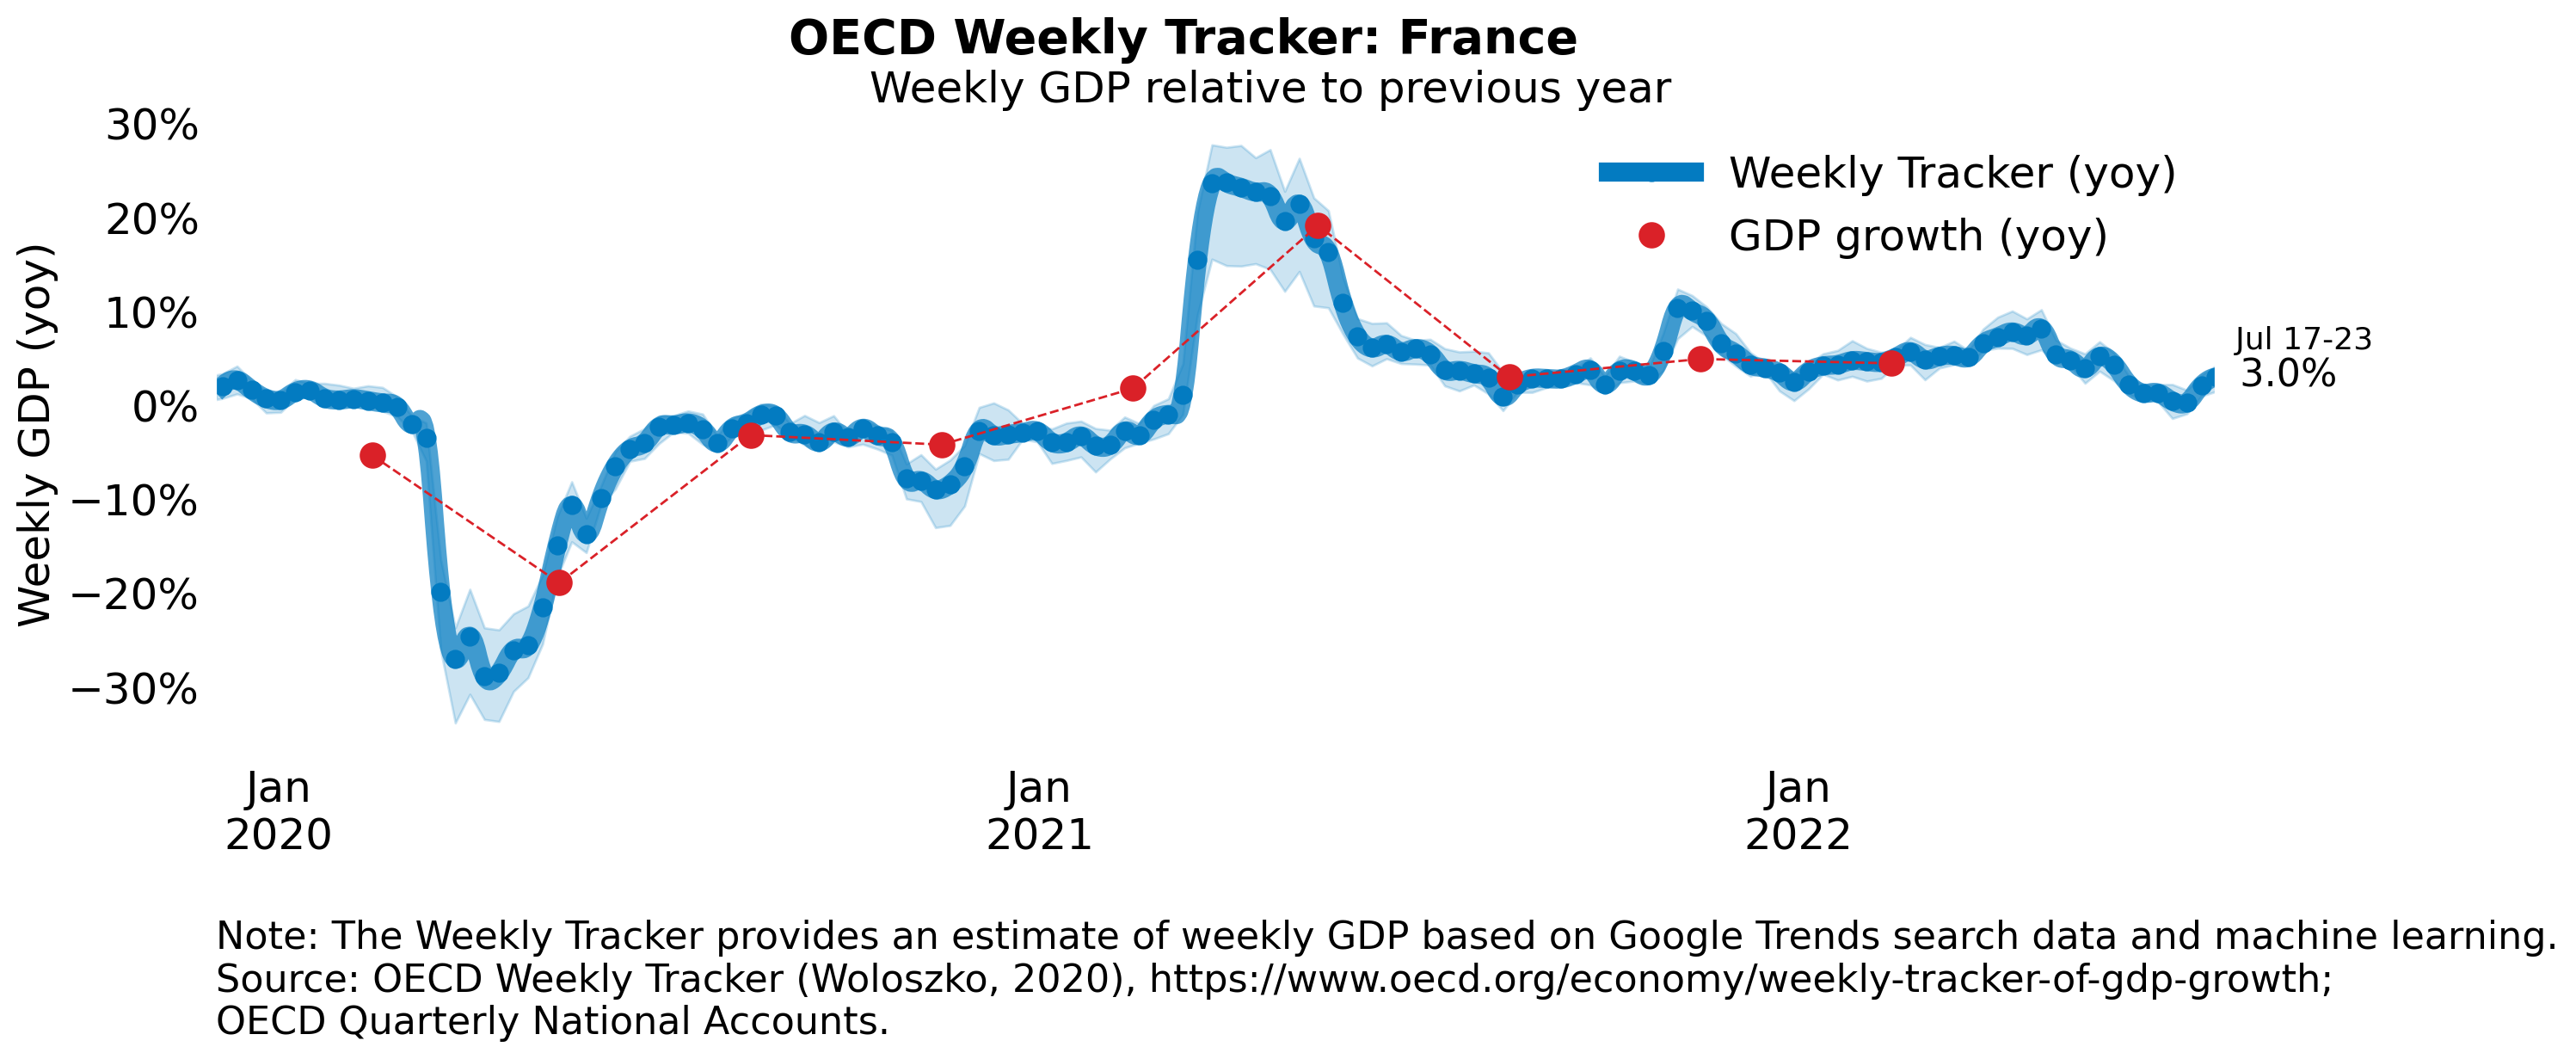 OECD Weekly Tracker: France
Weekly GDP relative to previous year
30%
20%
10%
0%
−10%
−20%
−30%
Weekly GDP (yoy)
Weekly Tracker (yoy)
GDP growth (yoy)
Jul 17-23
3.0%
Jan
2020
Jan
2021
Jan
2022
Note: The Weekly Tracker provides an estimate of weekly GDP based on Google Trends search data and machine learning.
Source: OECD Weekly Tracker (Woloszko, 2020), https://www.oecd.org/economy/weekly-tracker-of-gdp-growth;
OECD Quarterly National Accounts.